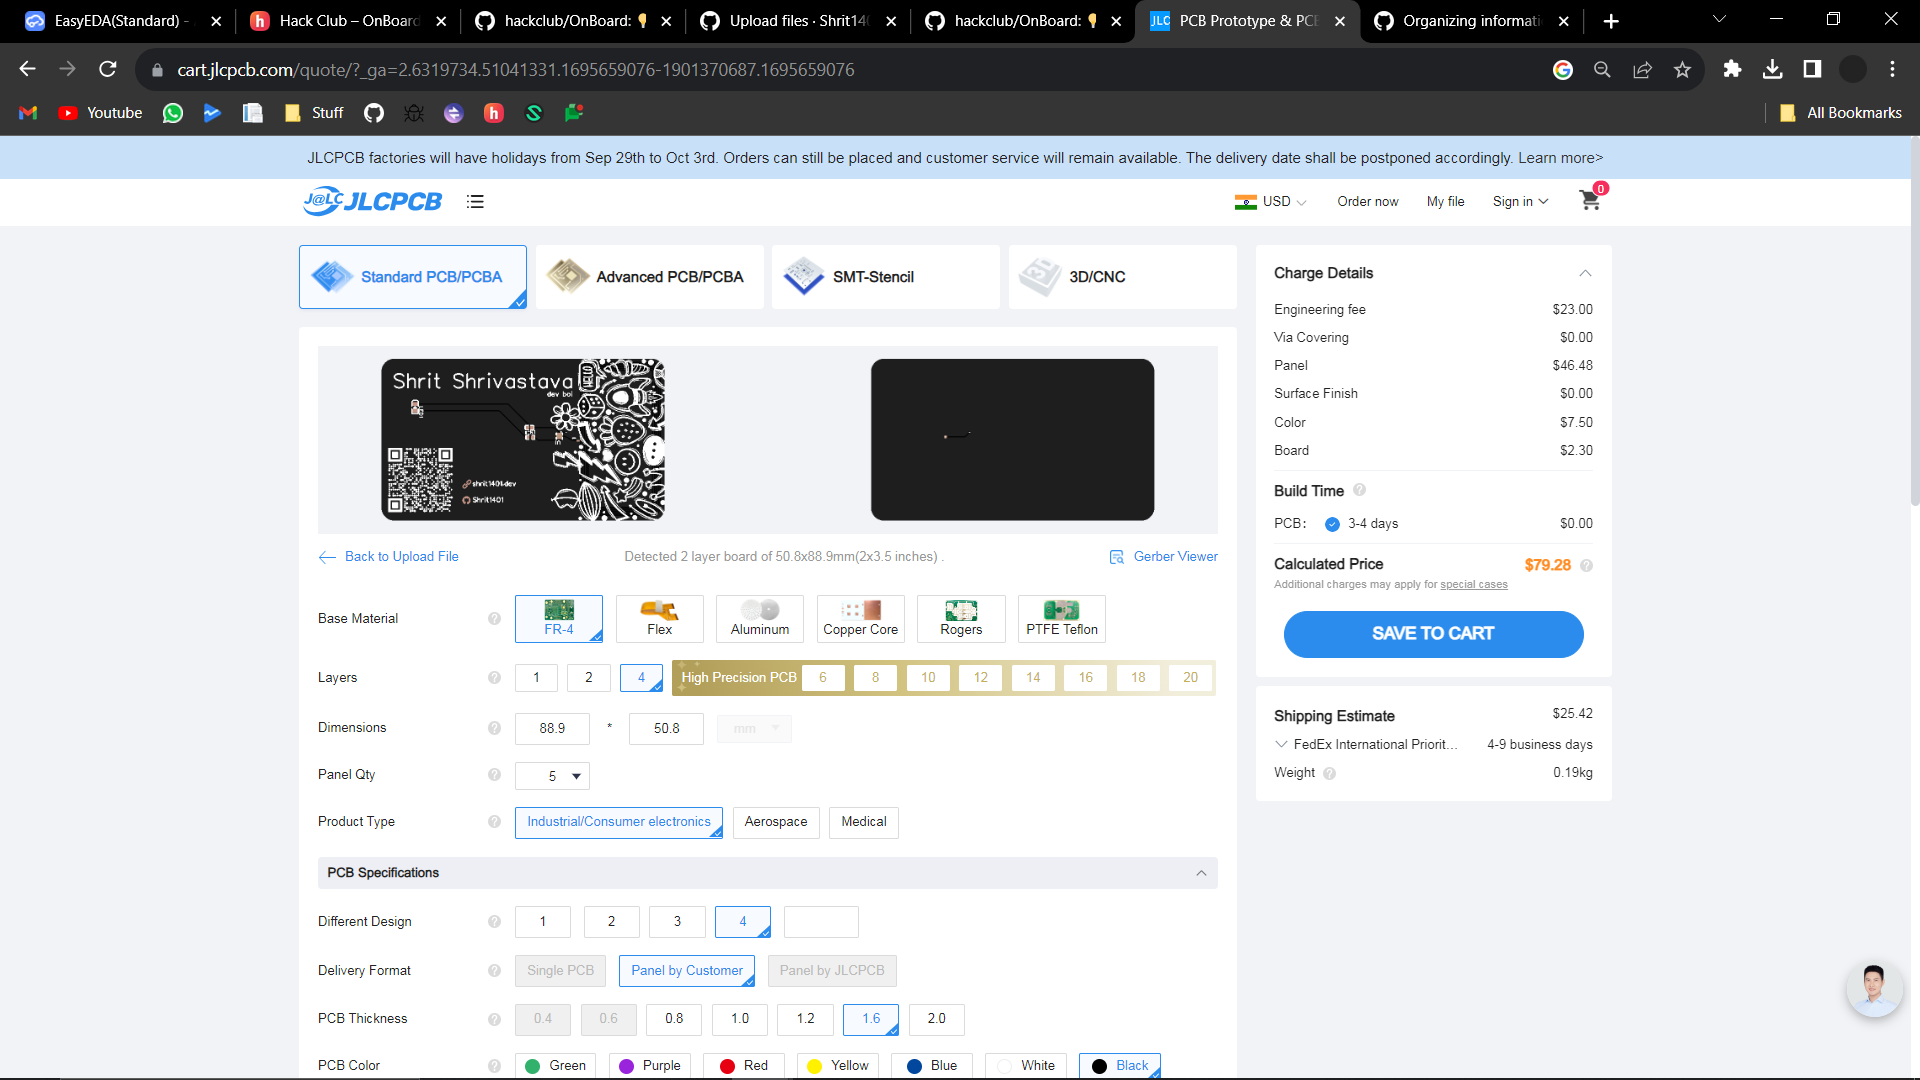 EasyEDA(Standard) -
Hack Club – OnBoard
hackclub/OnBoard:
Upload files · Shrit14
hackclub/OnBoard:
JLC PCB Prototype & PCB
Organizing informati
cart.jlcpcb.com/quote/?_ga=2.6319734.51041331.1695659076-1901370687.1695659076
Youtube
Stuff
All Bookmarks
JLCPCB factories will have holidays from Sep 29th to Oct 3rd. Orders can still be placed and customer service will remain available. The delivery date shall be postponed accordingly. Learn more>
J@LC JLCPCB
USD
Order now
My file
Sign in
0
Standard PCB/PCBA
Advanced PCB/PCBA
SMT-Stencil
3D/CNC
Shrit Shrivastava
dev boi
HELLO
shrit1401.dev
Shrit1401
Back to Upload File
Detected 2 layer board of 50.8x88.9mm(2x3.5 inches) .
Gerber Viewer
Base Material
FR-4
Flex
Aluminum
Copper Core
Rogers
PTFE Teflon
Layers
1
2
4
High Precision PCB
6
8
10
12
14
16
18
20
Dimensions
88.9
*
50.8
mm
Panel Qty
5
Product Type
Industrial/Consumer electronics
Aerospace
Medical
PCB Specifications
Different Design
1
2
3
4
Delivery Format
Single PCB
Panel by Customer
Panel by JLCPCB
PCB Thickness
0.4
0.6
0.8
1.0
1.2
1.6
2.0
PCB Color
Green
Purple
Red
Yellow
Blue
White
Black
Charge Details
Engineering fee $23.00
Via Covering $0.00
Panel $46.48
Surface Finish $0.00
Color $7.50
Board $2.30
Build Time
PCB: 3-4 days $0.00
Calculated Price $79.28
Additional charges may apply for special cases
SAVE TO CART
Shipping Estimate $25.42
FedEx International Priorit... 4-9 business days
Weight 0.19kg